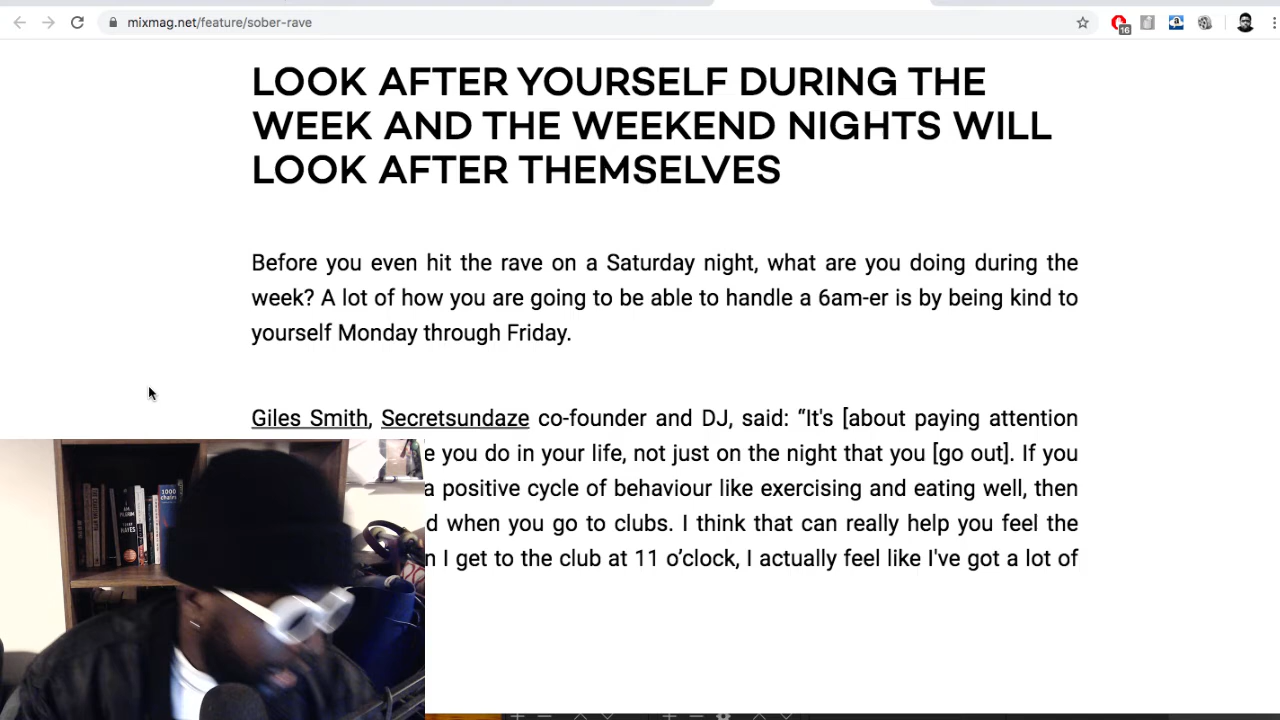 mixmag.net/feature/sober-rave
16
LOOK AFTER YOURSELF DURING THE
WEEK AND THE WEEKEND NIGHTS WILL
LOOK AFTER THEMSELVES
Before you even hit the rave on a Saturday night, what are you doing during the
week? A lot of how you are going to be able to handle a 6am-er is by being kind to
yourself Monday through Friday.
Giles Smith, Secretsundaze co-founder and DJ, said: “It's [about paying attention
e you do in your life, not just on the night that you [go out]. If you
a positive cycle of behaviour like exercising and eating well, then
d when you go to clubs. I think that can really help you feel the
n I get to the club at 11 o’clock, I actually feel like I've got a lot of